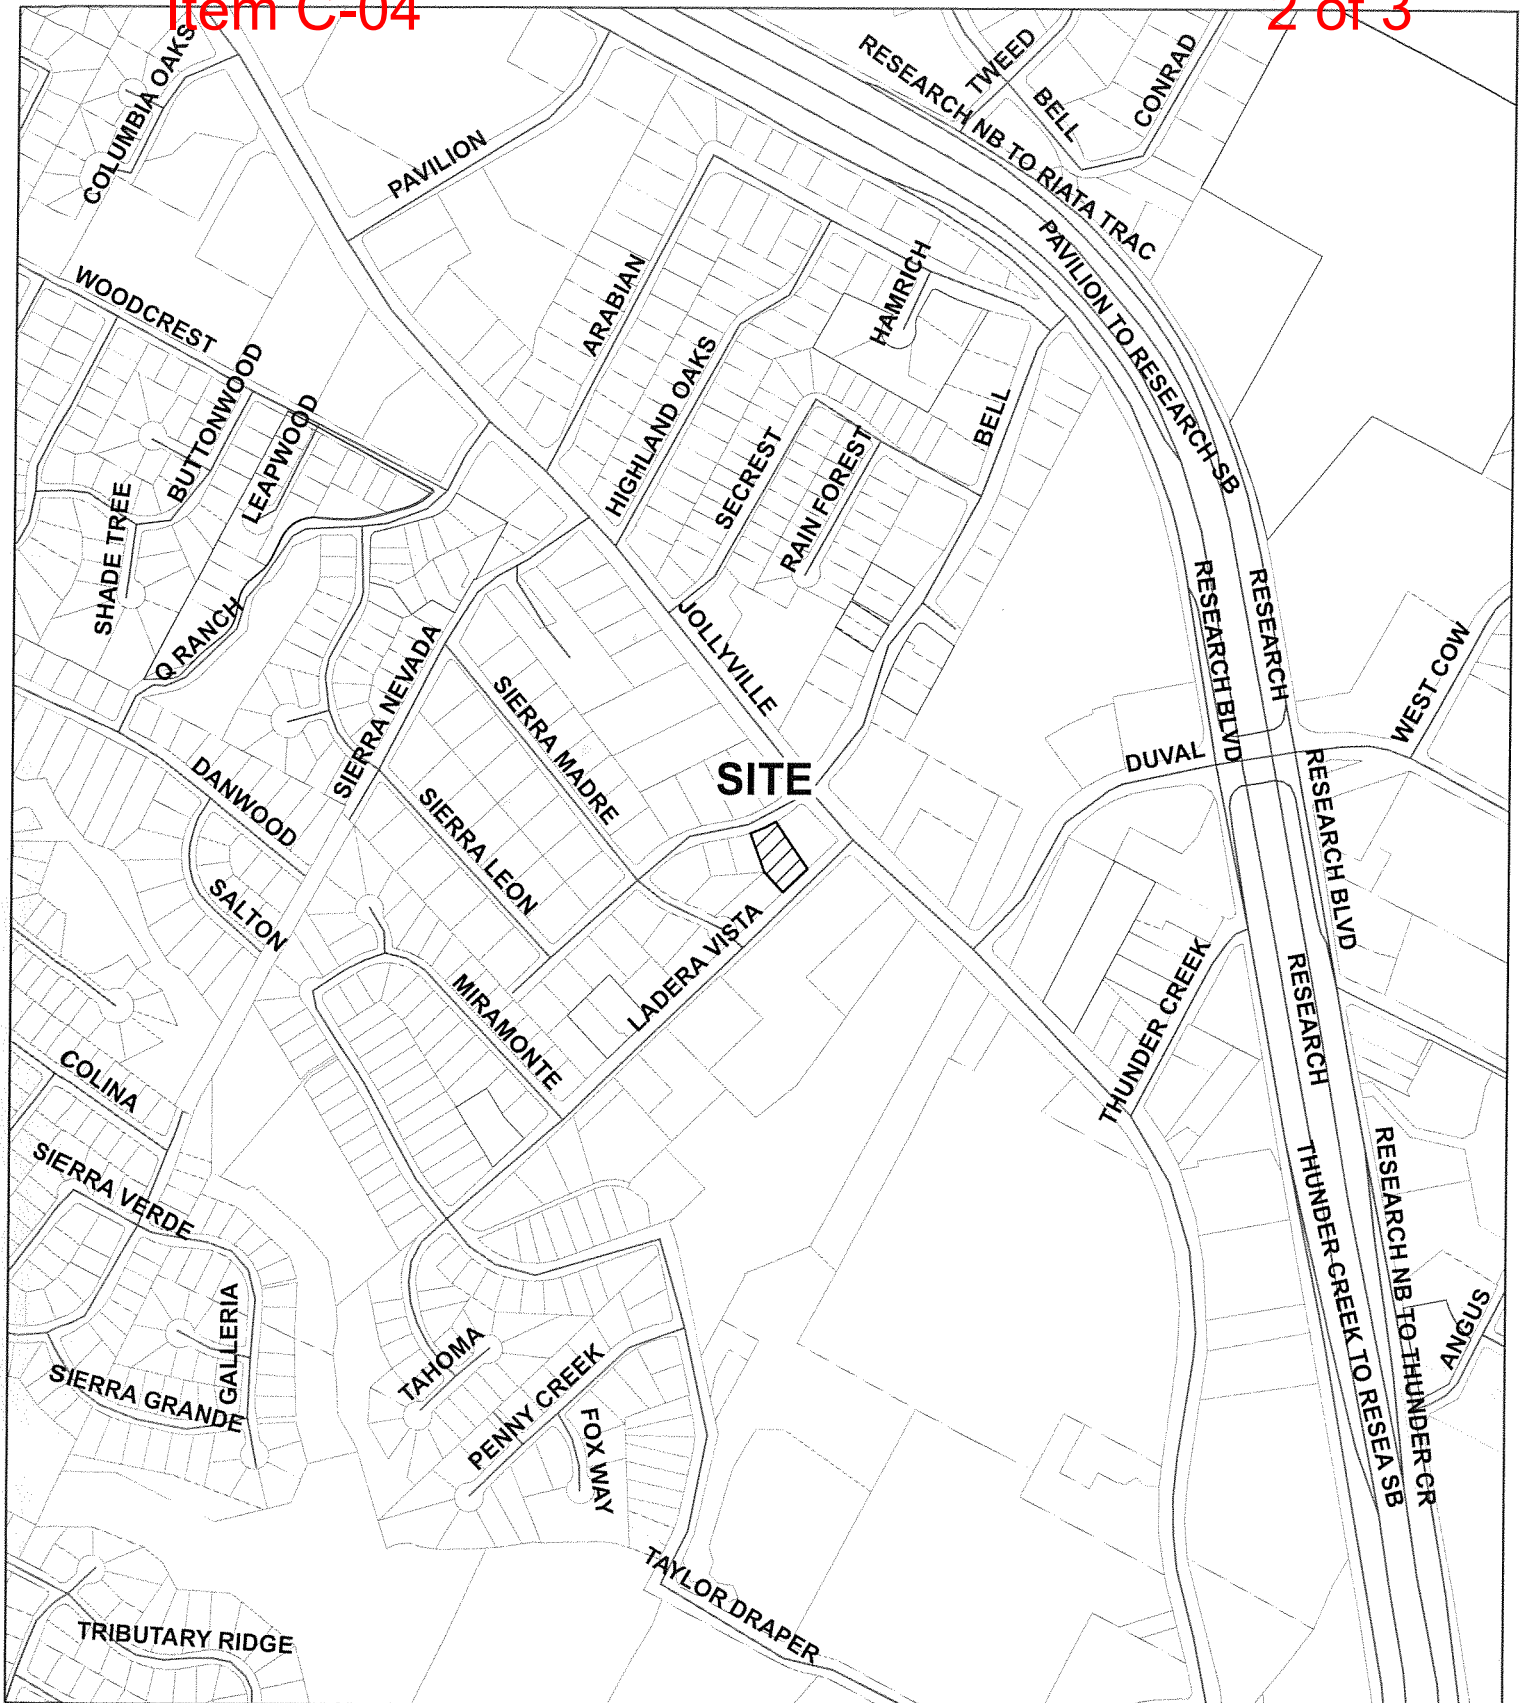 Item C-04
2 of 3
COLUMBIA OAKS
PAVILION
RESEARCH NB TO RIATA TRAC
TWEED
BELL
CONRAD
WOODCREST
ARABIAN
HAMRICH
PAVILION TO RESEARCH SB
BUTTONWOOD
LEAPWOOD
HIGHLAND OAKS
SECREST
RAIN FOREST
BELL
SHADE TREE
Q RANCH
SIERRA NEVADA
JOLLYVILLE
RESEARCH BLVD
RESEARCH
WEST COW
SIERRA MADRE
DUVAL
SITE
DANWOOD
SIERRA LEON
RESEARCH BLVD
SALTON
LADERA VISTA
MIRAMONTE
THUNDER CREEK
RESEARCH
COLINA
SIERRA VERDE
RESEARCH NB TO THUNDER CR
THUNDER CREEK TO RESEA SB
GALLERIA
ANGUS
SIERRA GRANDE
TAHOMA
PENNY CREEK
FOX WAY
TAYLOR DRAPER
TRIBUTARY RIDGE